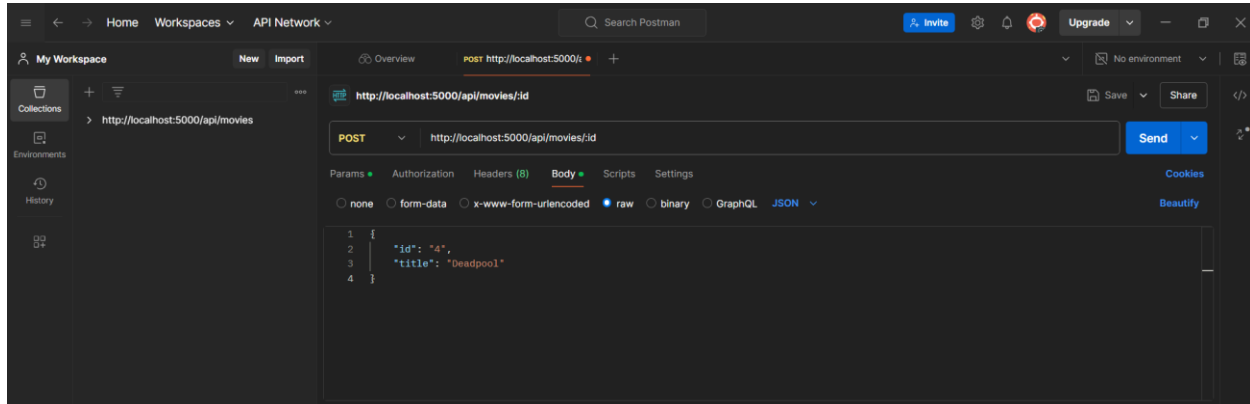 Home Workspaces API Network Search Postman Invite Upgrade
My Workspace New Import Overview POST http://localhost:5000/a No environment
Collections
Environments
History
http://localhost:5000/api/movies
HTTP http://localhost:5000/api/movies/:id Save Share
POST http://localhost:5000/api/movies/:id Send
Params Authorization Headers (8) Body Scripts Settings Cookies
none form-data x-www-form-urlencoded raw binary GraphQL JSON Beautify
1 {
2 "id": "4",
3 "title": "Deadpool"
4 }